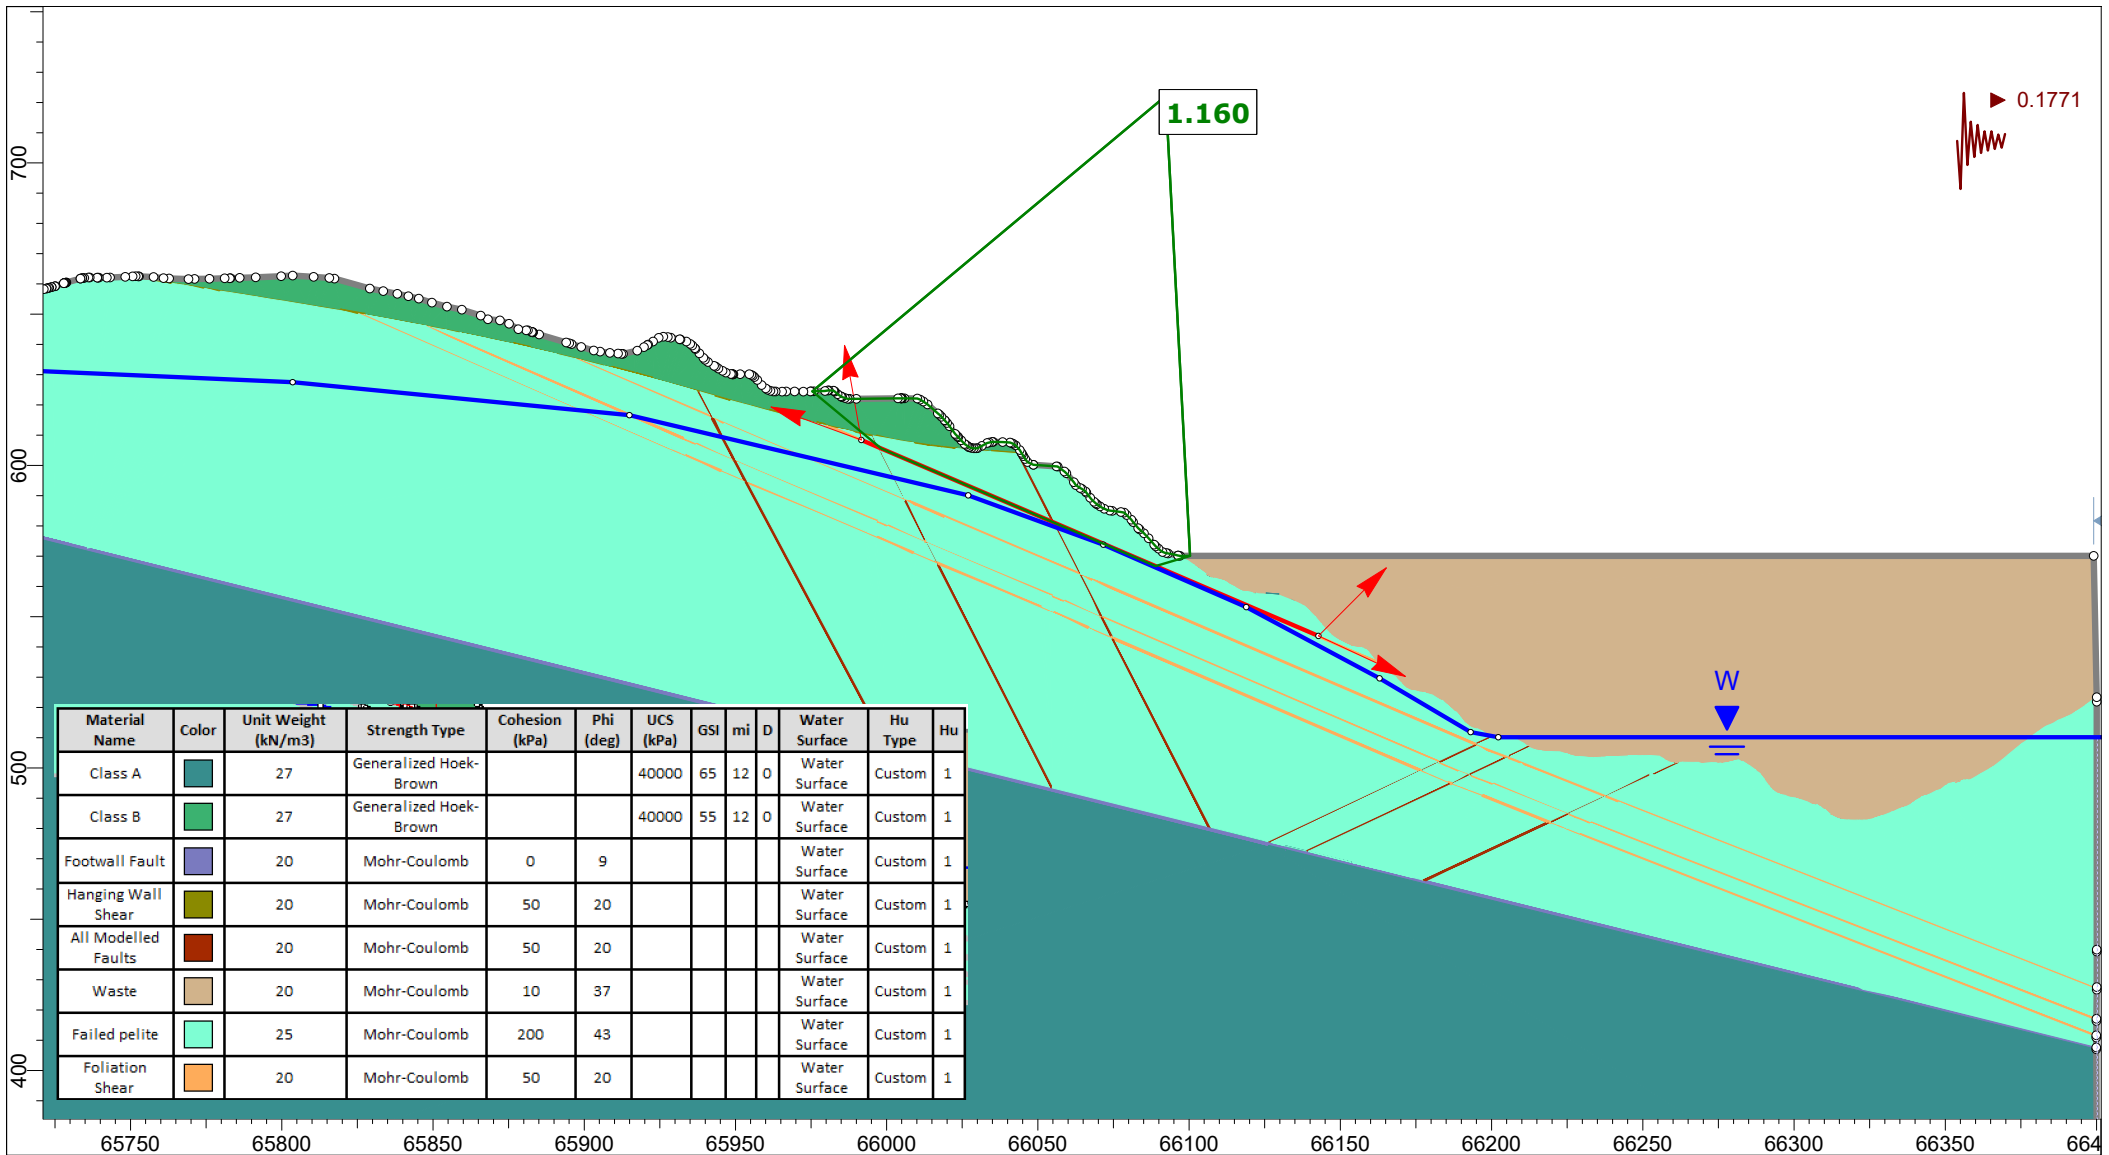 1.160
0.1771
700
600
500
400
W
Material Name Color Unit Weight (kN/m3) Strength Type Cohesion (kPa) Phi (deg) UCS (kPa) GSI mi D Water Surface Hu Type Hu
Class A 27 Generalized Hoek-Brown 40000 65 12 0 Water Surface Custom 1
Class B 27 Generalized Hoek-Brown 40000 55 12 0 Water Surface Custom 1
Footwall Fault 20 Mohr-Coulomb 0 9 Water Surface Custom 1
Hanging Wall Shear 20 Mohr-Coulomb 50 20 Water Surface Custom 1
All Modelled Faults 20 Mohr-Coulomb 50 20 Water Surface Custom 1
Waste 20 Mohr-Coulomb 10 37 Water Surface Custom 1
Failed pelite 25 Mohr-Coulomb 200 43 Water Surface Custom 1
Foliation Shear 20 Mohr-Coulomb 50 20 Water Surface Custom 1
65750 65800 65850 65900 65950 66000 66050 66100 66150 66200 66250 66300 66350 664